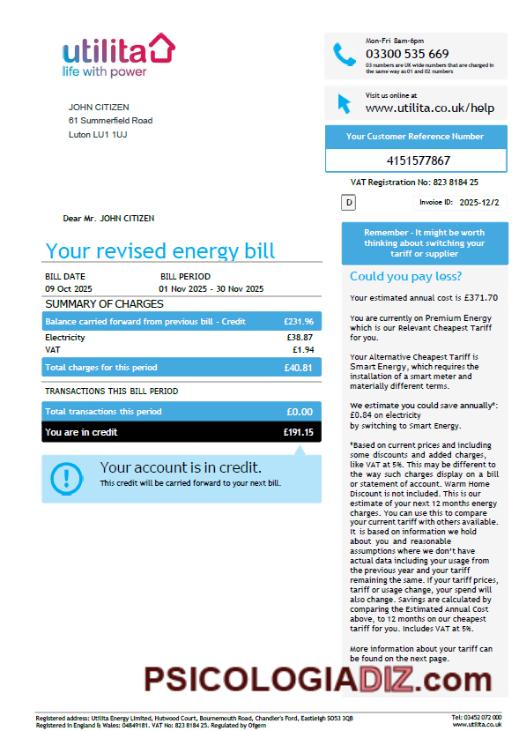 utilita
life with power
Mon-Fri 8am-6pm
03300 535 669
03 numbers are UK wide numbers that are charged in
the same way as 01 and 02 numbers
Visit us online at
www.utilita.co.uk/help
JOHN CITIZEN
61 Summerfield Road
Luton LU1 1UJ
Your Customer Reference Number
4151577867
VAT Registration No: 823 8184 25
D
Invoice ID: 2025-12/2
Dear Mr. JOHN CITIZEN
Your revised energy bill
BILL DATE BILL PERIOD
09 Oct 2025 01 Nov 2025 - 30 Nov 2025
SUMMARY OF CHARGES
Balance carried forward from previous bill - Credit £231.96
Electricity £38.87
VAT £1.94
Total charges for this period £40.81
TRANSACTIONS THIS BILL PERIOD
Total transactions this period £0.00
You are in credit £191.15
Your account is in credit.
This credit will be carried forward to your next bill.
Remember - It might be worth
thinking about switching your
tariff or supplier
Could you pay less?
Your estimated annual cost is £371.70
You are currently on Premium Energy
which is our Relevant Cheapest Tariff
for you.
Your Alternative Cheapest Tariff is
Smart Energy, which requires the
installation of a smart meter and
materially different terms.
We estimate you could save annually*:
£0.84 on electricity
by switching to Smart Energy.
*Based on current prices and including
some discounts and added charges,
like VAT at 5%. This may be different to
the way such charges display on a bill
or statement of account. Warm Home
Discount is not included. This is our
estimate of your next 12 months energy
charges. You can use this to compare
your current tariff with others available.
It is based on information we hold
about you and reasonable
assumptions where we don't have
actual data including your usage from
the previous year and your tariff
remaining the same. If your tariff prices,
tariff or usage change, your spend will
also change. Savings are calculated by
comparing the Estimated Annual Cost
above, to 12 months on our cheapest
tariff for you. Includes VAT at 5%.
More information about your tariff can
be found on the next page.
PSICOLOGIADIZ.com
Registered address: Utilita Energy Limited, Hutwood Court, Bournemouth Road, Chandler's Ford, Eastleigh SO53 3QB
Registered in England & Wales: 04849181. VAT No: 823 8184 25. Regulated by Ofgem
Tel: 03452 072 000
www.utilita.co.uk